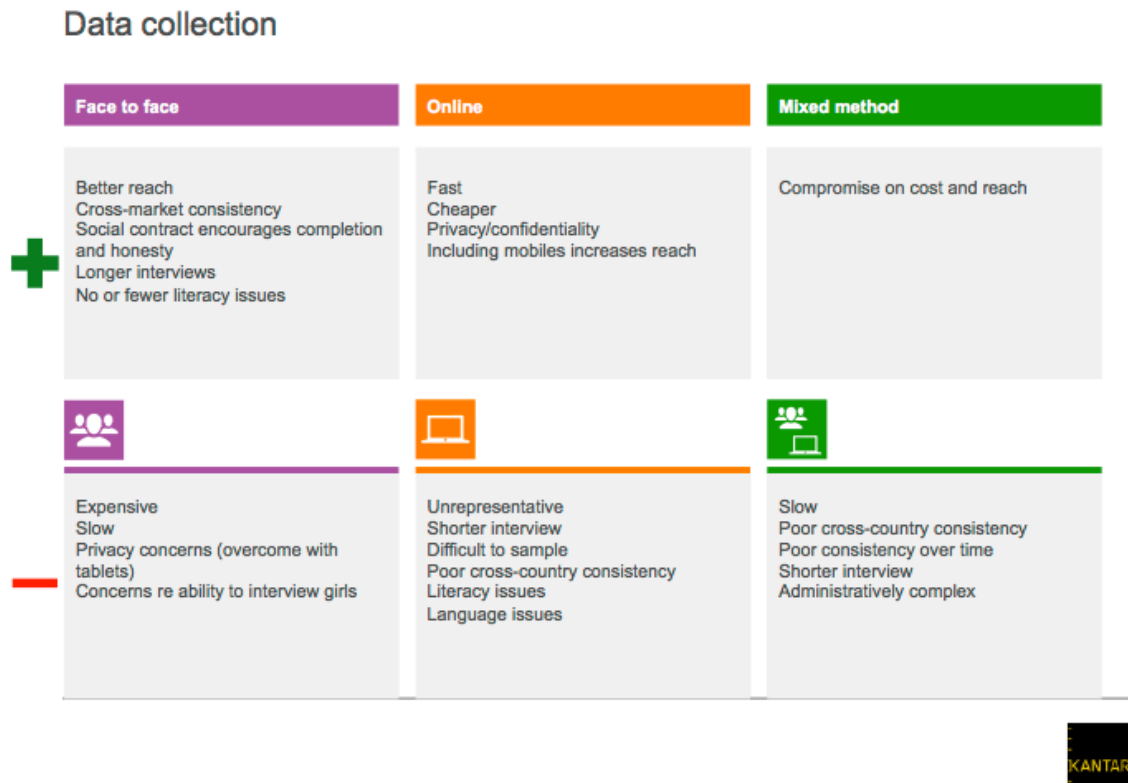 Data collection
Face to face
Online
Mixed method
Better reach
Cross-market consistency
Social contract encourages completion
and honesty
Longer interviews
No or fewer literacy issues
Fast
Cheaper
Privacy/confidentiality
Including mobiles increases reach
Compromise on cost and reach
Expensive
Slow
Privacy concerns (overcome with
tablets)
Concerns re ability to interview girls
Unrepresentative
Shorter interview
Difficult to sample
Poor cross-country consistency
Literacy issues
Language issues
Slow
Poor cross-country consistency
Poor consistency over time
Shorter interview
Administratively complex
KANTAR